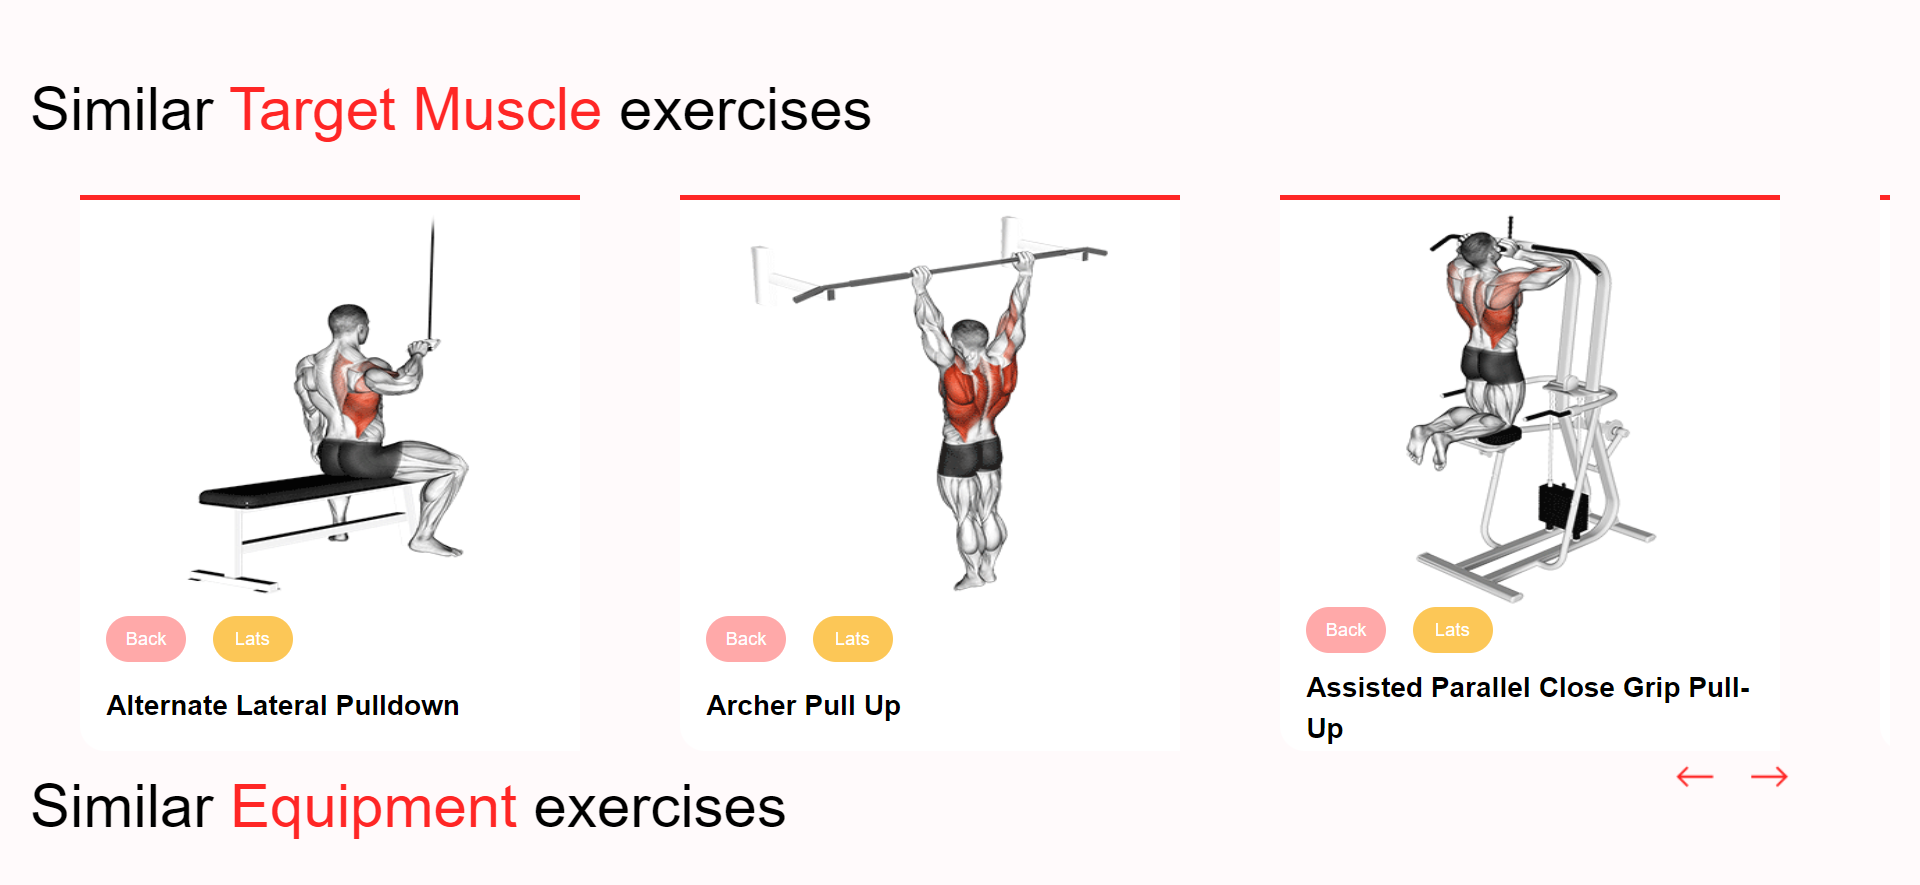 Similar Target Muscle exercises
Back
Lats
Alternate Lateral Pulldown
Back
Lats
Archer Pull Up
Back
Lats
Assisted Parallel Close Grip Pull-
Up
Similar Equipment exercises